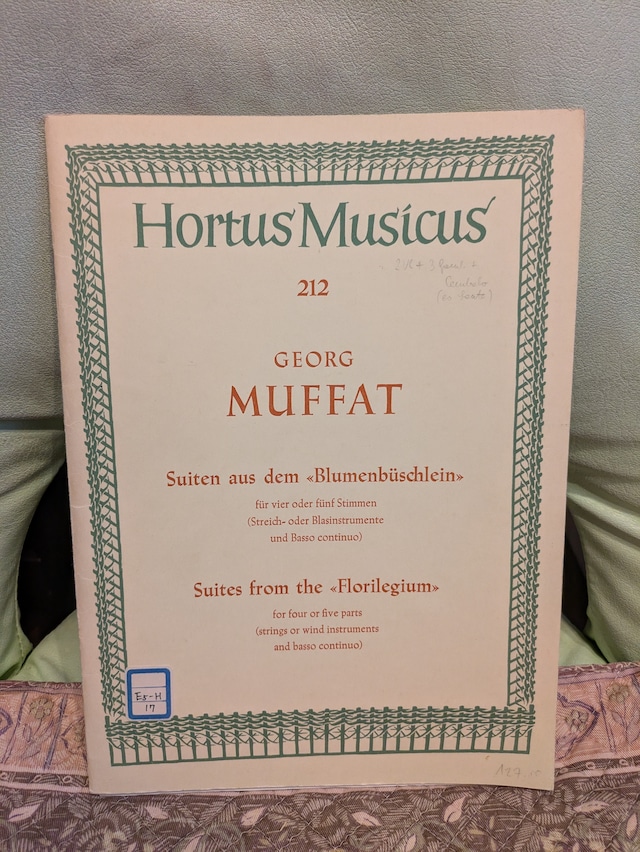 Hortus Musicus
212
GEORG
MUFFAT
Suiten aus dem «Blumenbüschlein»
für vier oder fünf Stimmen
(Streich- oder Blasinstrumente
und Basso continuo)
Suites from the «Florilegium»
for four or five parts
(strings or wind instruments
and basso continuo)
E5-H
17